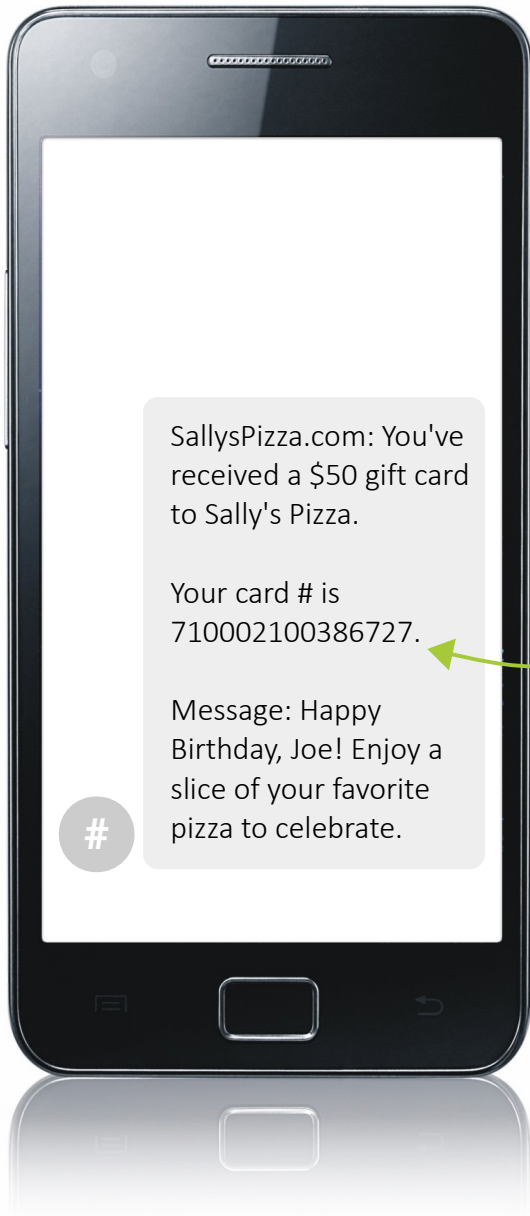 SallysPizza.com: You've
received a $50 gift card
to Sally's Pizza.
Your card # is
710002100386727.
Message: Happy
Birthday, Joe! Enjoy a
slice of your favorite
pizza to celebrate.
#